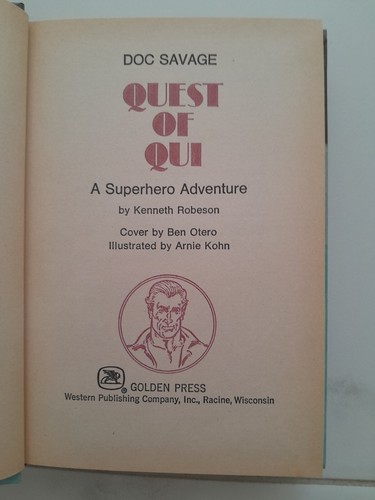 DOC SAVAGE
QUEST
OF
QUI
A Superhero Adventure
by Kenneth Robeson
Cover by Ben Otero
Illustrated by Arnie Kohn
® GOLDEN PRESS
Western Publishing Company, Inc., Racine, Wisconsin